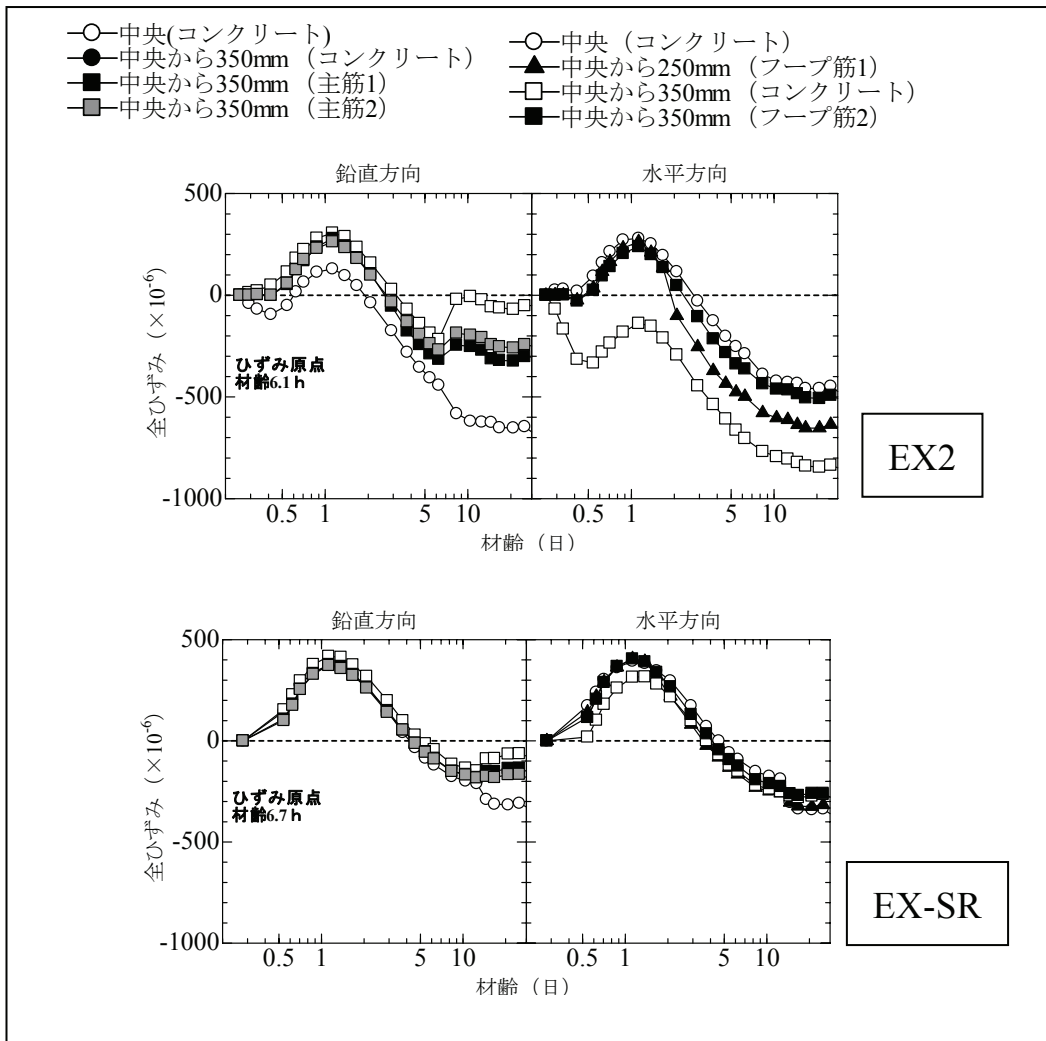 中央(コンクリート)
中央から350mm（コンクリート）
中央から350mm（主筋1）
中央から350mm（主筋2）
中央（コンクリート）
中央から250mm（フープ筋1）
中央から350mm（コンクリート）
中央から350mm（フープ筋2）
鉛直方向
水平方向
500
0
-500
-1000
全ひずみ（×10⁻⁶）
ひずみ原点
材齢6.1ｈ
0.5 1 5 10
0.5 1 5 10
材齢（日）
EX2
鉛直方向
水平方向
500
0
-500
-1000
全ひずみ（×10⁻⁶）
ひずみ原点
材齢6.7ｈ
0.5 1 5 10
0.5 1 5 10
材齢（日）
EX-SR